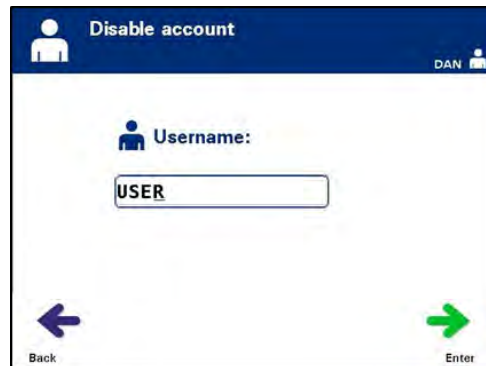 Disable account
DAN
Username:
USER
Back
Enter